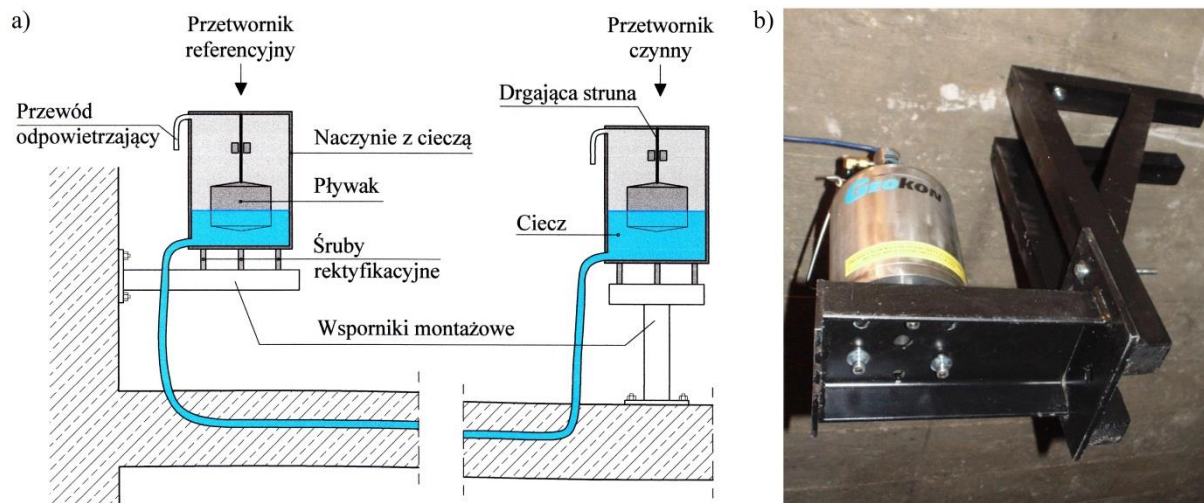 a)
Przetwornik
referencyjny
Przetwornik
czynny
Przewód
odpowietrzający
Drgająca struna
Naczynie z cieczą
Pływak
Ciecz
Śruby
rektyfikacyjne
Wsporniki montażowe
b)
GEOKON